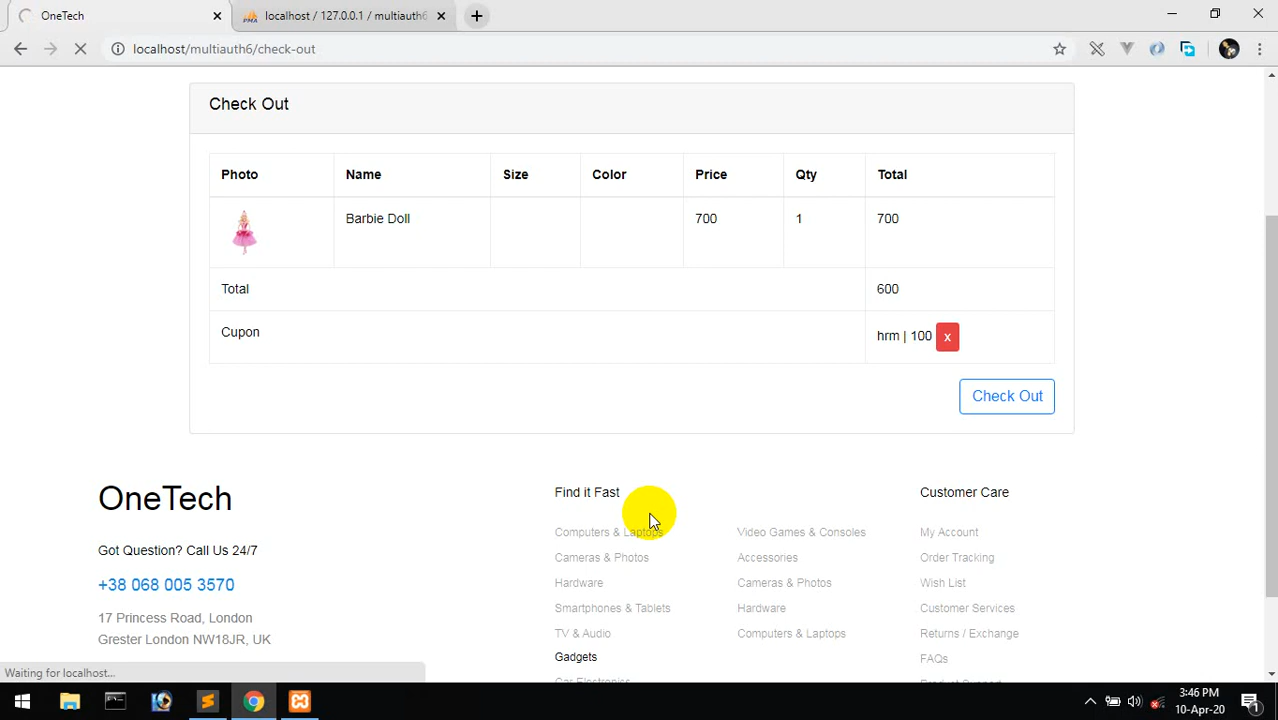 OneTech
localhost / 127.0.0.1 / multiauth6
localhost/multiauth6/check-out
Check Out
Photo Name Size Color Price Qty Total
Barbie Doll 700 1 700
Total 600
Cupon hrm | 100 x
Check Out
OneTech
Got Question? Call Us 24/7
+38 068 005 3570
17 Princess Road, London
Grester London NW18JR, UK
Find it Fast
Computers & Laptops
Cameras & Photos
Hardware
Smartphones & Tablets
TV & Audio
Gadgets
Car Electronics
Video Games & Consoles
Accessories
Cameras & Photos
Hardware
Computers & Laptops
Customer Care
My Account
Order Tracking
Wish List
Customer Services
Returns / Exchange
FAQs
Product Support
Waiting for localhost...
3:46 PM
10-Apr-20